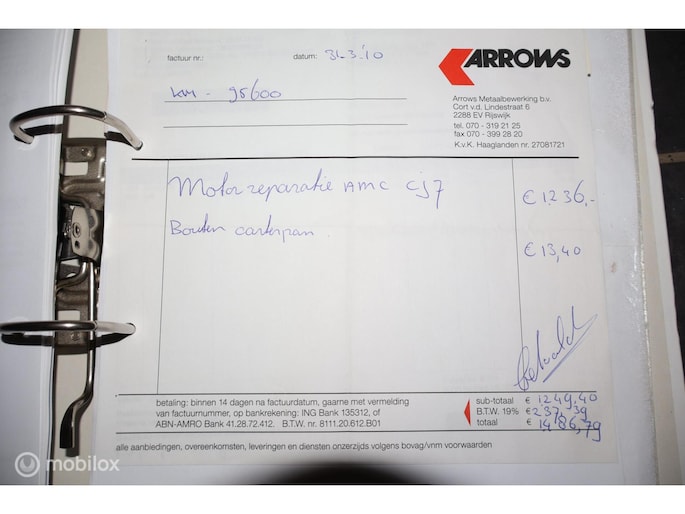 factuur nr.:
datum: 31.3.'10
ARROWS
km - 95600
Arrows Metaalbewerking b.v.
Cort v.d. Lindestraat 6
2288 EV Rijswijk
tel. 070 - 319 21 25
fax 070 - 399 28 20
K.v.K. Haaglanden nr. 27081721
Motorreparatie AMC CJ7 € 1236,-
Bouten carterpan. € 13,40
Betaald
betaling: binnen 14 dagen na factuurdatum, gaarne met vermelding
van factuurnummer, op bankrekening: ING Bank 135312, of
ABN-AMRO Bank 41.28.72.412. B.T.W. nr. 8111.20.612.B01
sub-totaal € 1249,40
B.T.W. 19% € 237,39
totaal € 1486,79
alle aanbiedingen, overeenkomsten, leveringen en diensten onzerzijds volgens bovag/vnm voorwaarden
mobilox